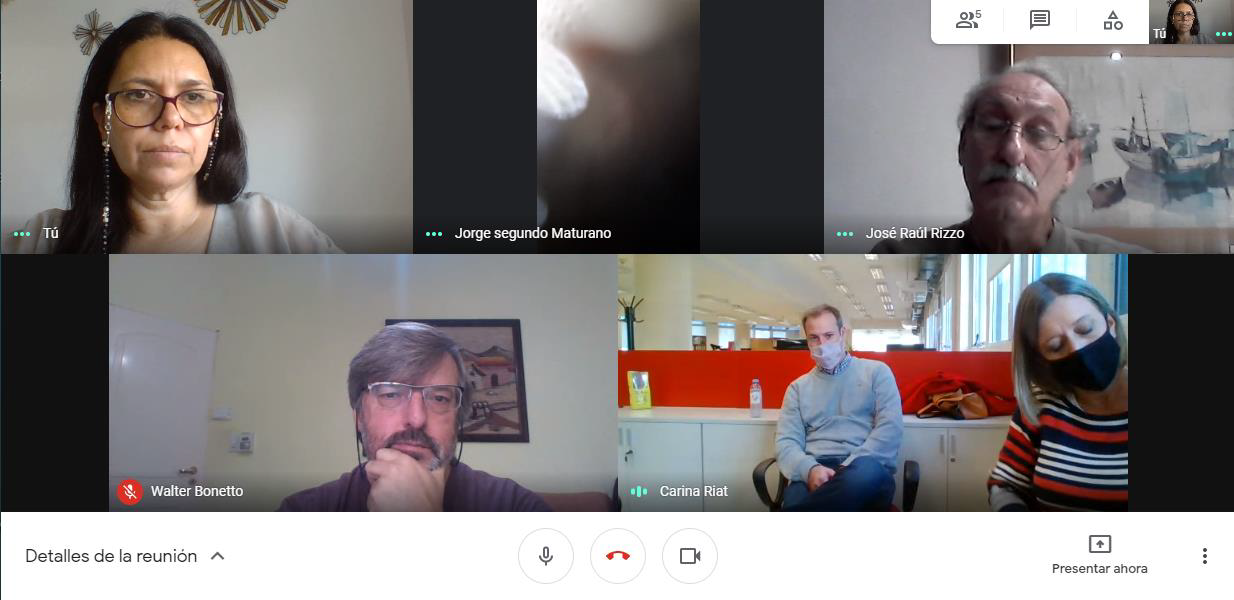 5
Tú
Tú
Jorge segundo Maturano
José Raúl Rizzo
Walter Bonetto
Carina Riat
Detalles de la reunión
Presentar ahora